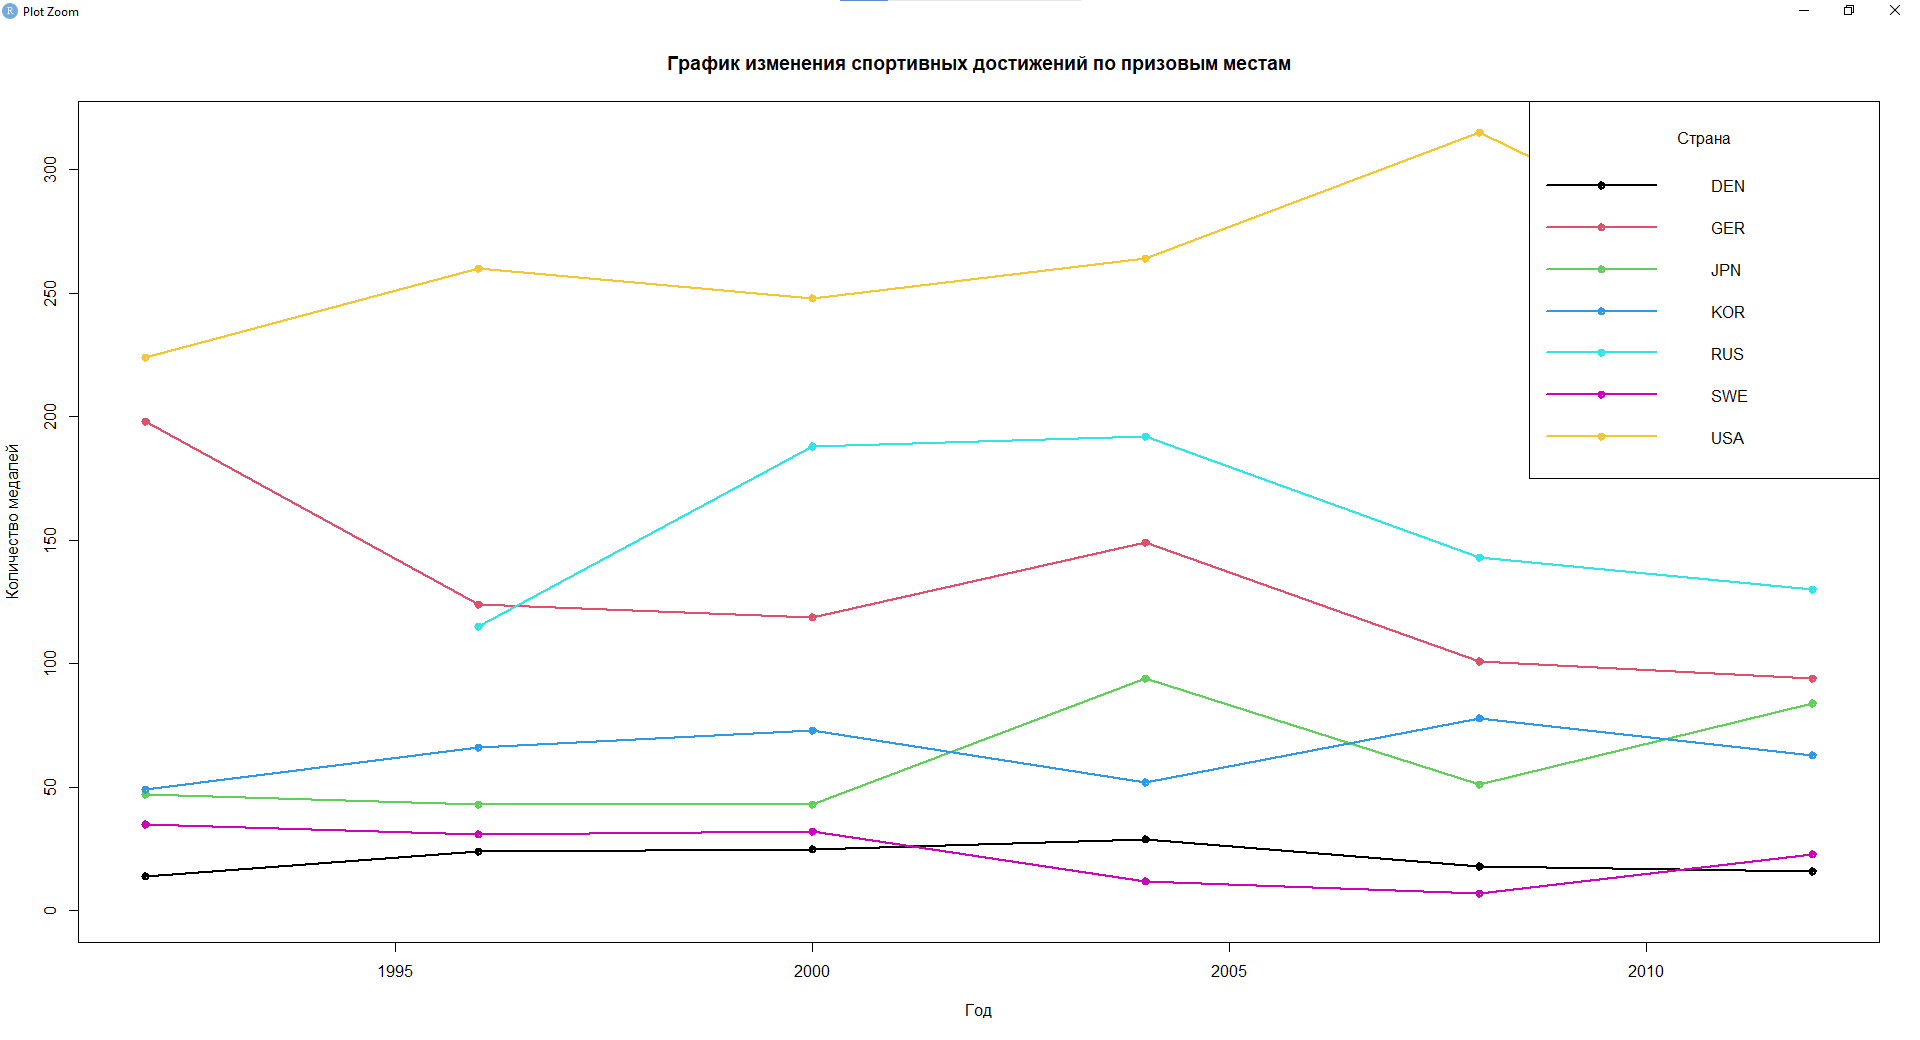 Plot Zoom
График изменения спортивных достижений по призовым местам
Количество медалей
300
250
200
150
100
50
0
1995
2000
2005
2010
Год
Страна
DEN
GER
JPN
KOR
RUS
SWE
USA